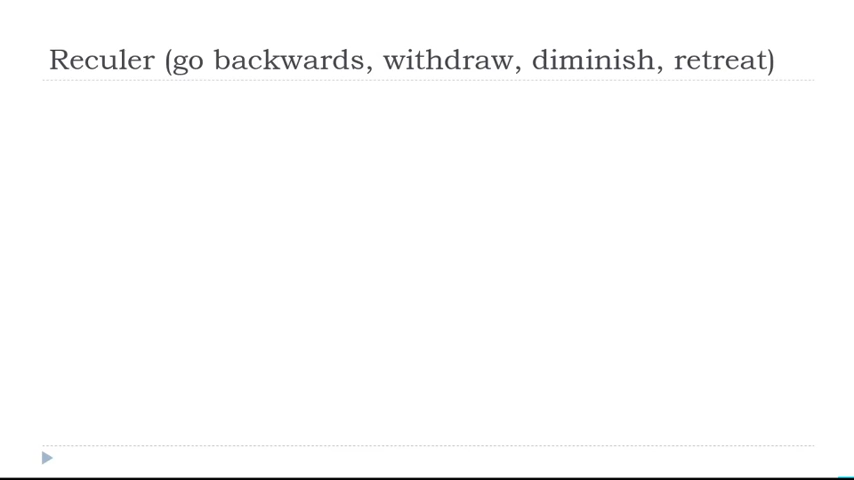 Reculer (go backwards, withdraw, diminish, retreat)